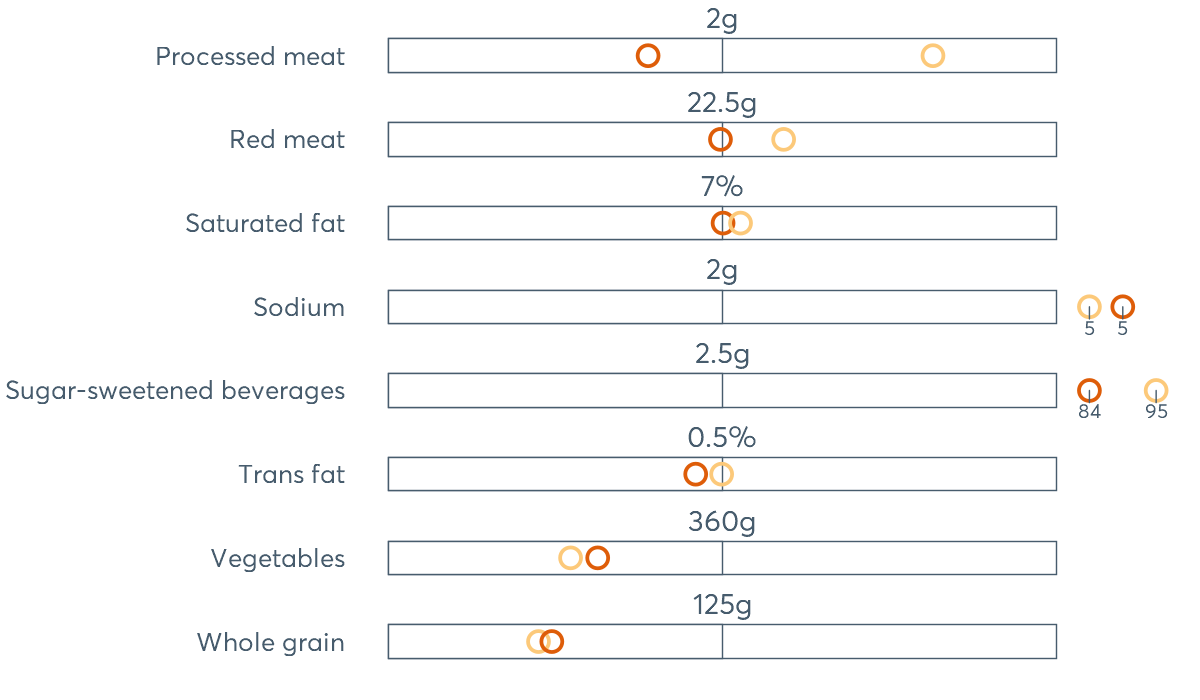 2g
Processed meat
22.5g
Red meat
7%
Saturated fat
2g
Sodium
5 5
2.5g
Sugar-sweetened beverages
84 95
0.5%
Trans fat
360g
Vegetables
125g
Whole grain